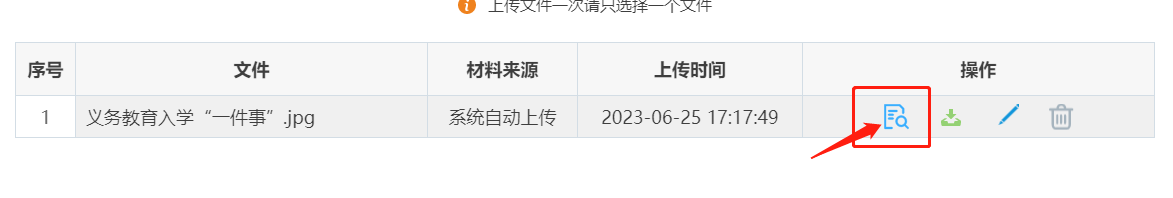 上传文件一次请只选择一个文件
序号 文件 材料来源 上传时间 操作
1 义务教育入学“一件事”.jpg 系统自动上传 2023-06-25 17:17:49